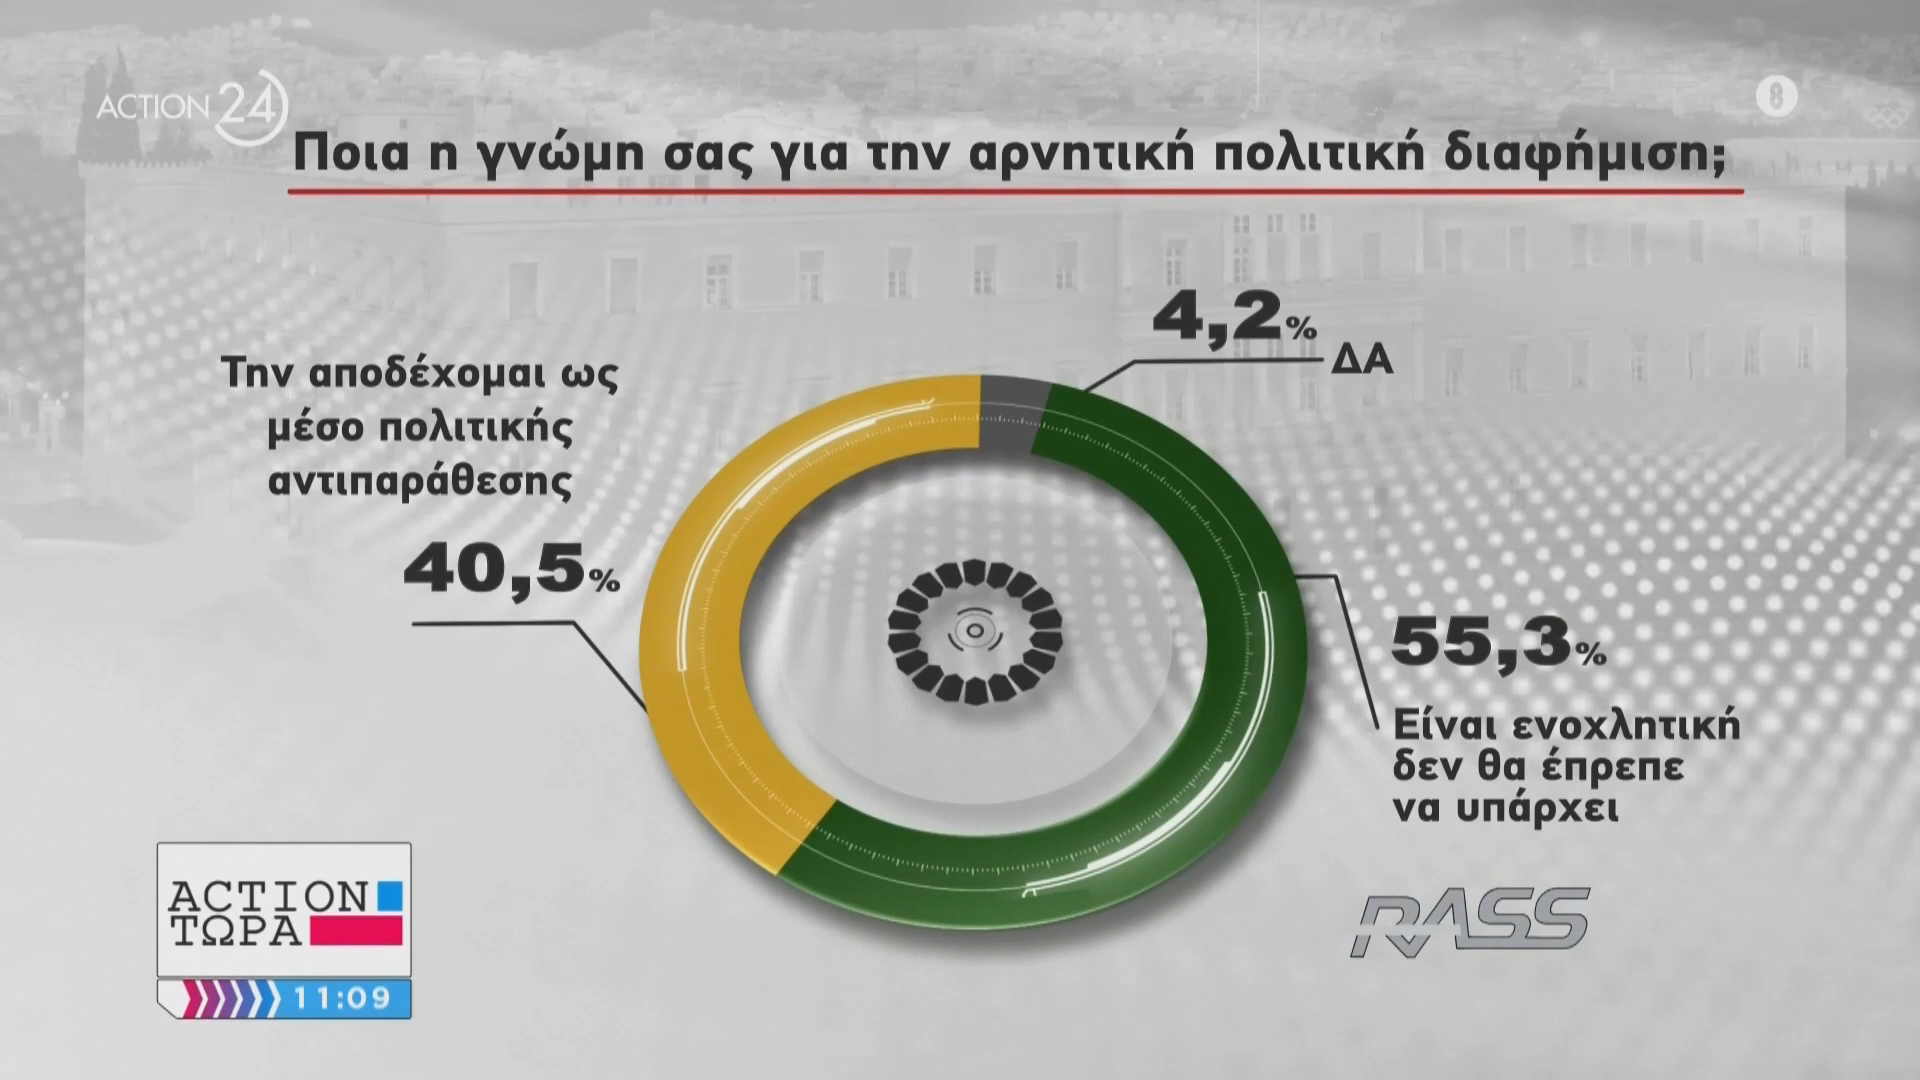 ACTION 24
8
Ποια η γνώμη σας για την αρνητική πολιτική διαφήμιση;
4,2%
ΔΑ
Την αποδέχομαι ως
μέσο πολιτικής
αντιπαράθεσης
40,5%
55,3%
Είναι ενοχλητική
δεν θα έπρεπε
να υπάρχει
RASS
ACTION
ΤΩΡΑ
11:09